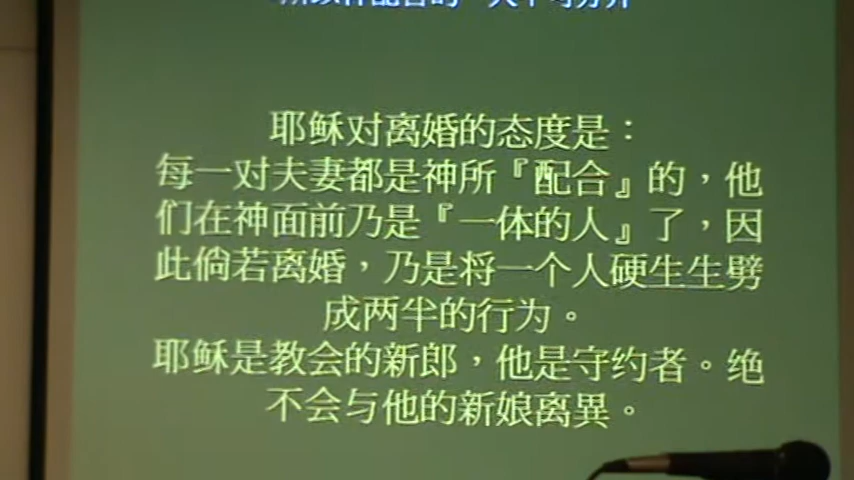 耶稣对离婚的态度是：
每一对夫妻都是神所『配合』的，他
们在神面前乃是『一体的人』了，因
此倘若离婚，乃是将一个人硬生生劈
成两半的行为。
耶稣是教会的新郎，他是守约者。绝
不会与他的新娘离異。